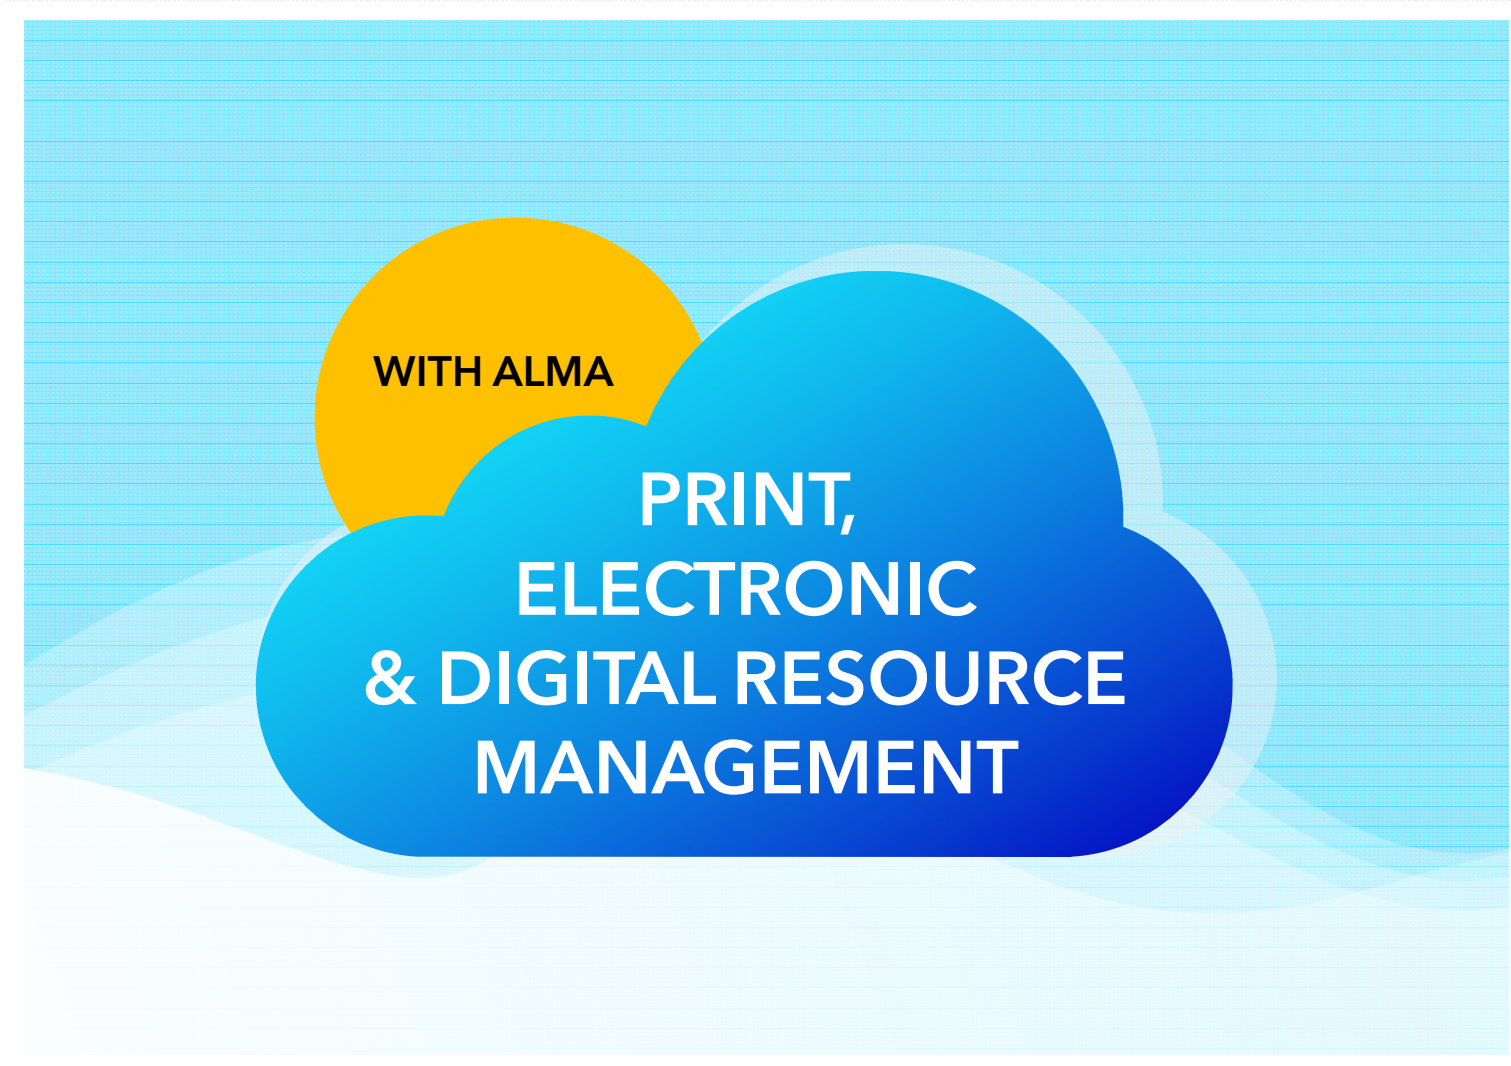 WITH ALMA
PRINT,
ELECTRONIC
& DIGITAL RESOURCE
MANAGEMENT